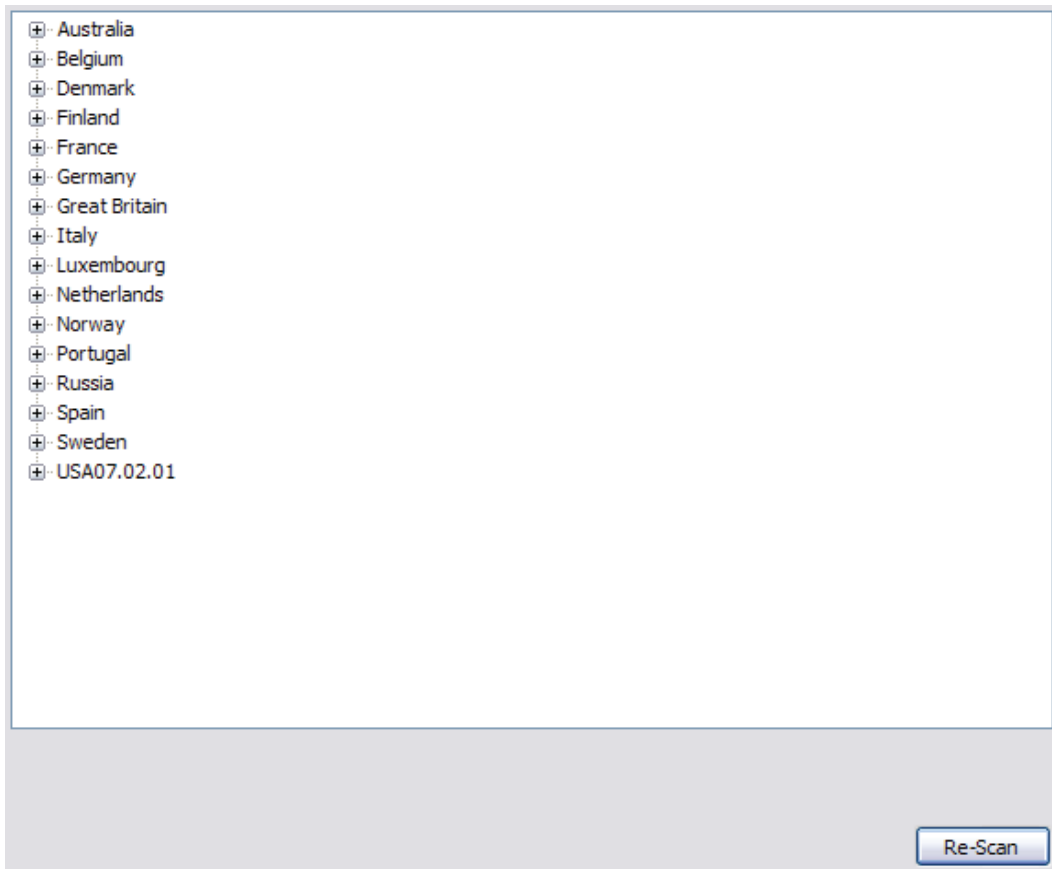 Australia
Belgium
Denmark
Finland
France
Germany
Great Britain
Italy
Luxembourg
Netherlands
Norway
Portugal
Russia
Spain
Sweden
USA07.02.01
Re-Scan